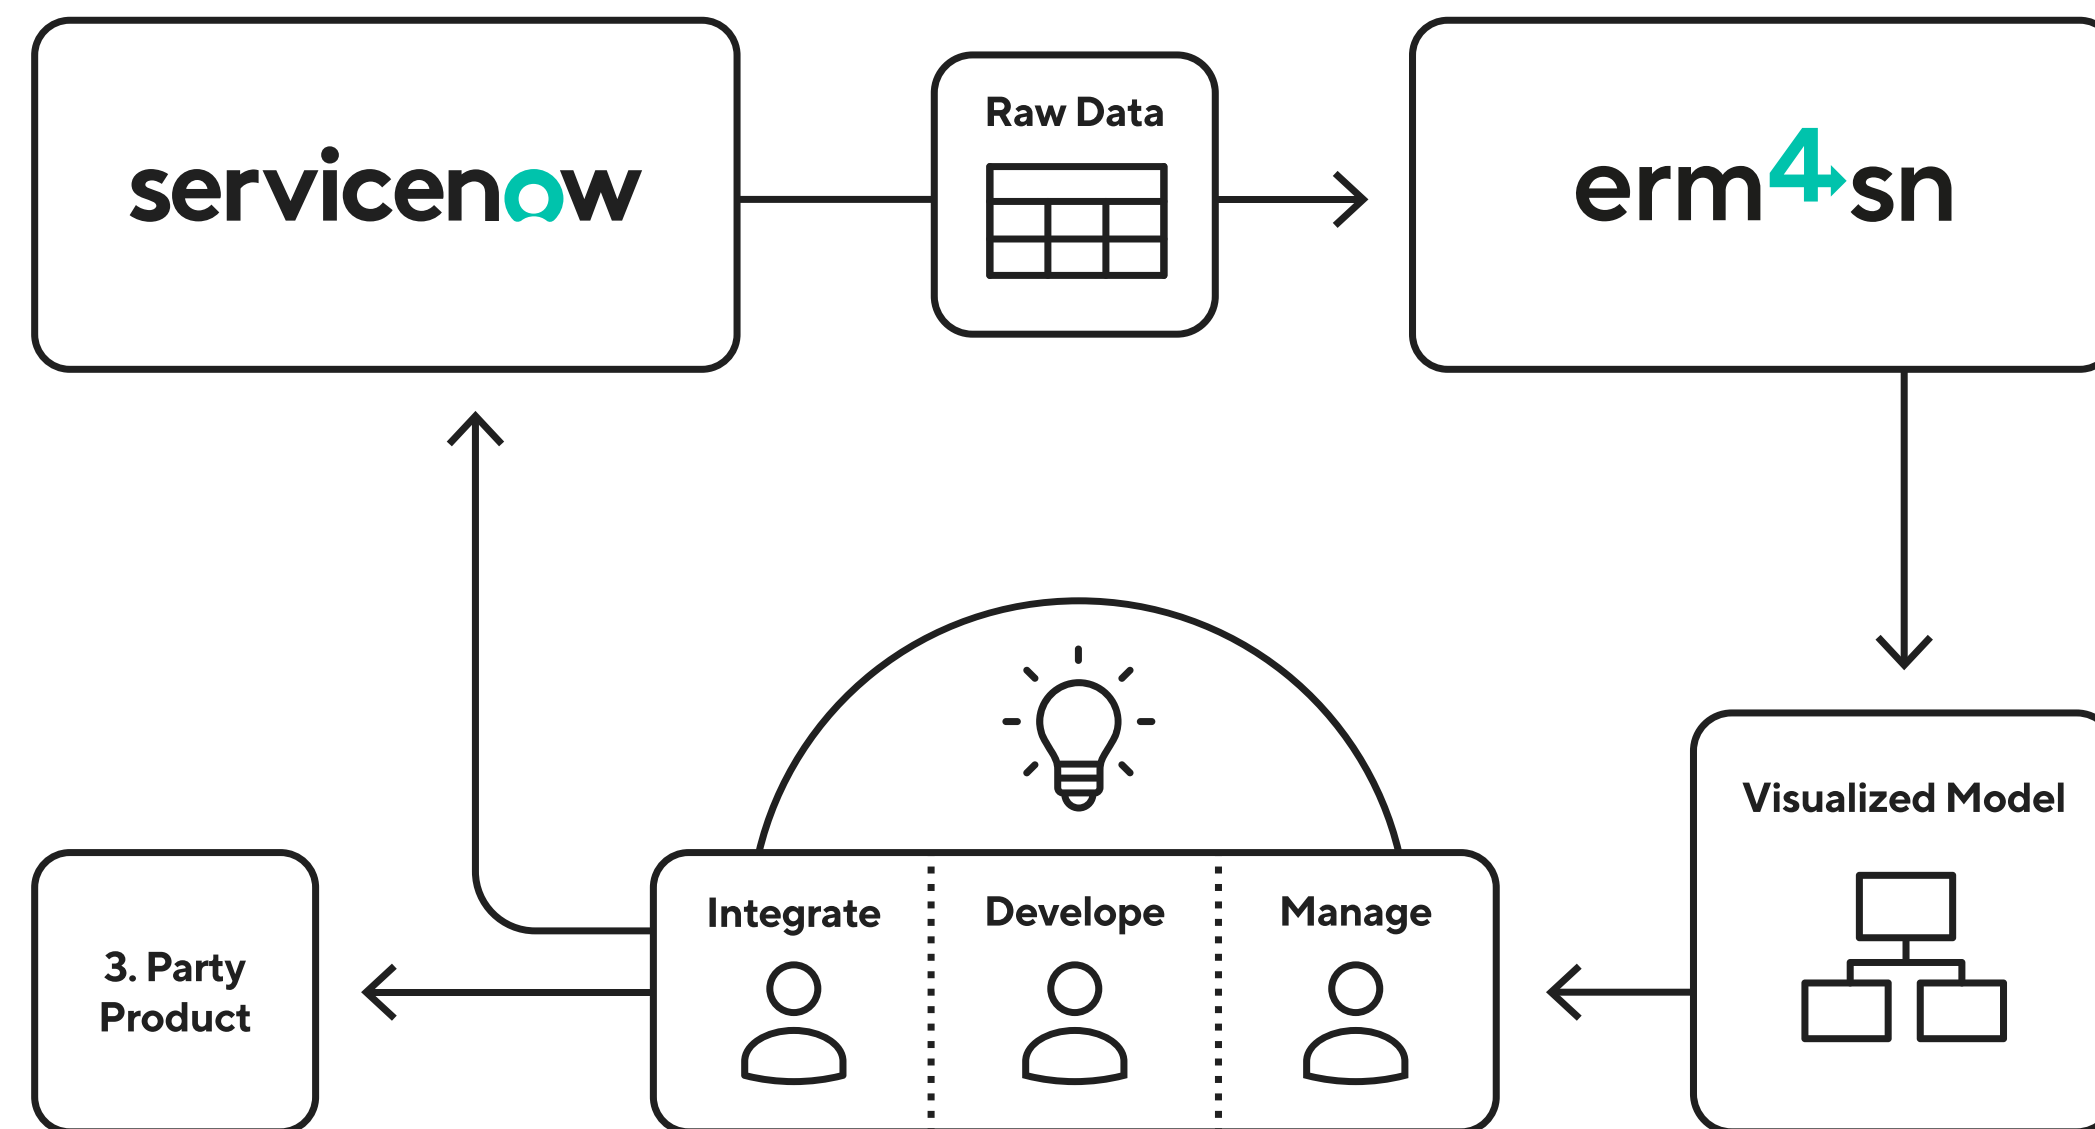 servicenow
Raw Data
erm4sn
Visualized Model
Integrate
Develope
Manage
3. Party
Product